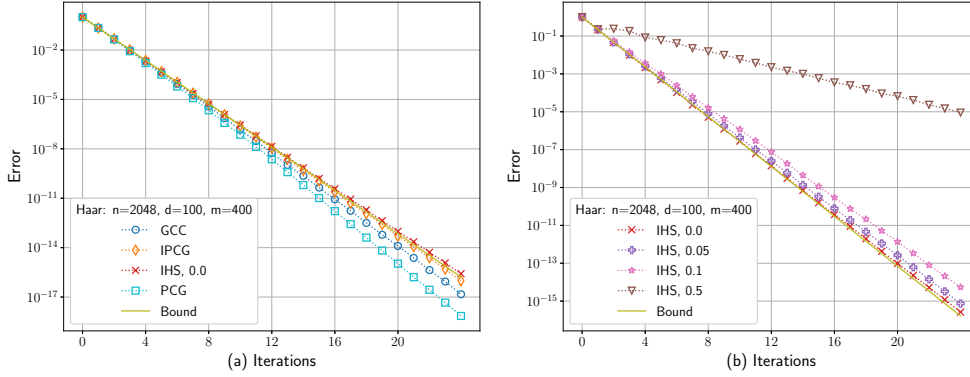 Error
10^-2
10^-5
10^-8
10^-11
10^-14
10^-17
Haar: n=2048, d=100, m=400
GCC
IPCG
IHS, 0.0
PCG
Bound
0 4 8 12 16 20
(a) Iterations
Error
10^-1
10^-3
10^-5
10^-7
10^-9
10^-11
10^-13
10^-15
Haar: n=2048, d=100, m=400
IHS, 0.0
IHS, 0.05
IHS, 0.1
IHS, 0.5
Bound
0 4 8 12 16 20
(b) Iterations